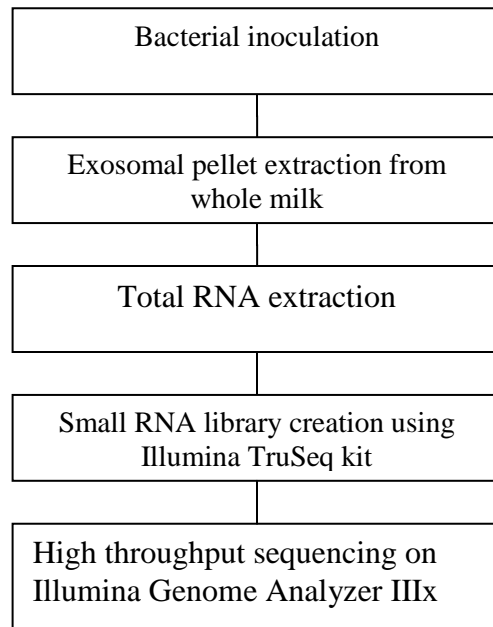 Bacterial inoculation
Exosomal pellet extraction from
whole milk
Total RNA extraction
Small RNA library creation using
Illumina TruSeq kit
High throughput sequencing on
Illumina Genome Analyzer IIIx